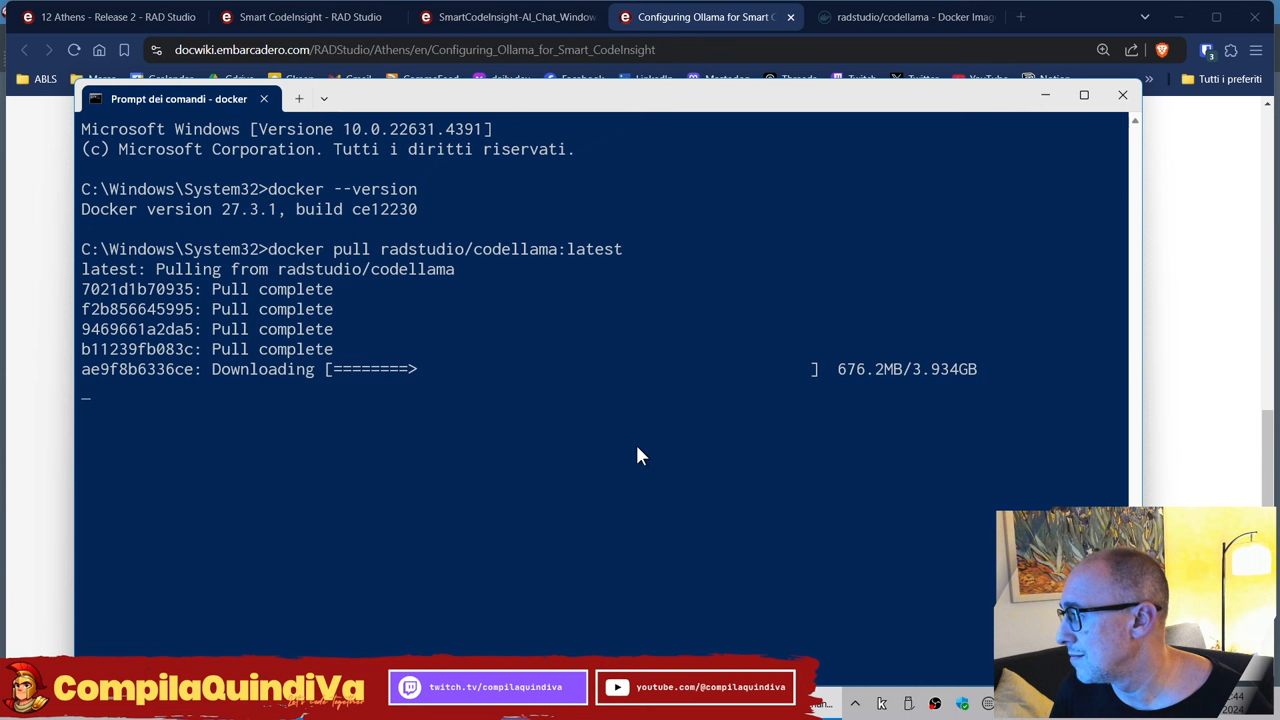 12 Athens - Release 2 - RAD Studio
Smart CodeInsight - RAD Studio
SmartCodeInsight-AI_Chat_Window
Configuring Ollama for Smart C
radstudio/codellama - Docker Imag
docwiki.embarcadero.com/RADStudio/Athens/en/Configuring_Ollama_for_Smart_CodeInsight
ABLS
Tutti i preferiti
Prompt dei comandi - docker
Microsoft Windows [Versione 10.0.22631.4391]
(c) Microsoft Corporation. Tutti i diritti riservati.
C:\Windows\System32>docker --version
Docker version 27.3.1, build ce12230
C:\Windows\System32>docker pull radstudio/codellama:latest
latest: Pulling from radstudio/codellama
7021d1b70935: Pull complete
f2b856645995: Pull complete
9469661a2da5: Pull complete
b11239fb083c: Pull complete
ae9f8b6336ce: Downloading [========> ] 676.2MB/3.934GB
CompilaQuindiVa
Let's Code Together
twitch.tv/compilaquindiva
youtube.com/@compilaquindiva